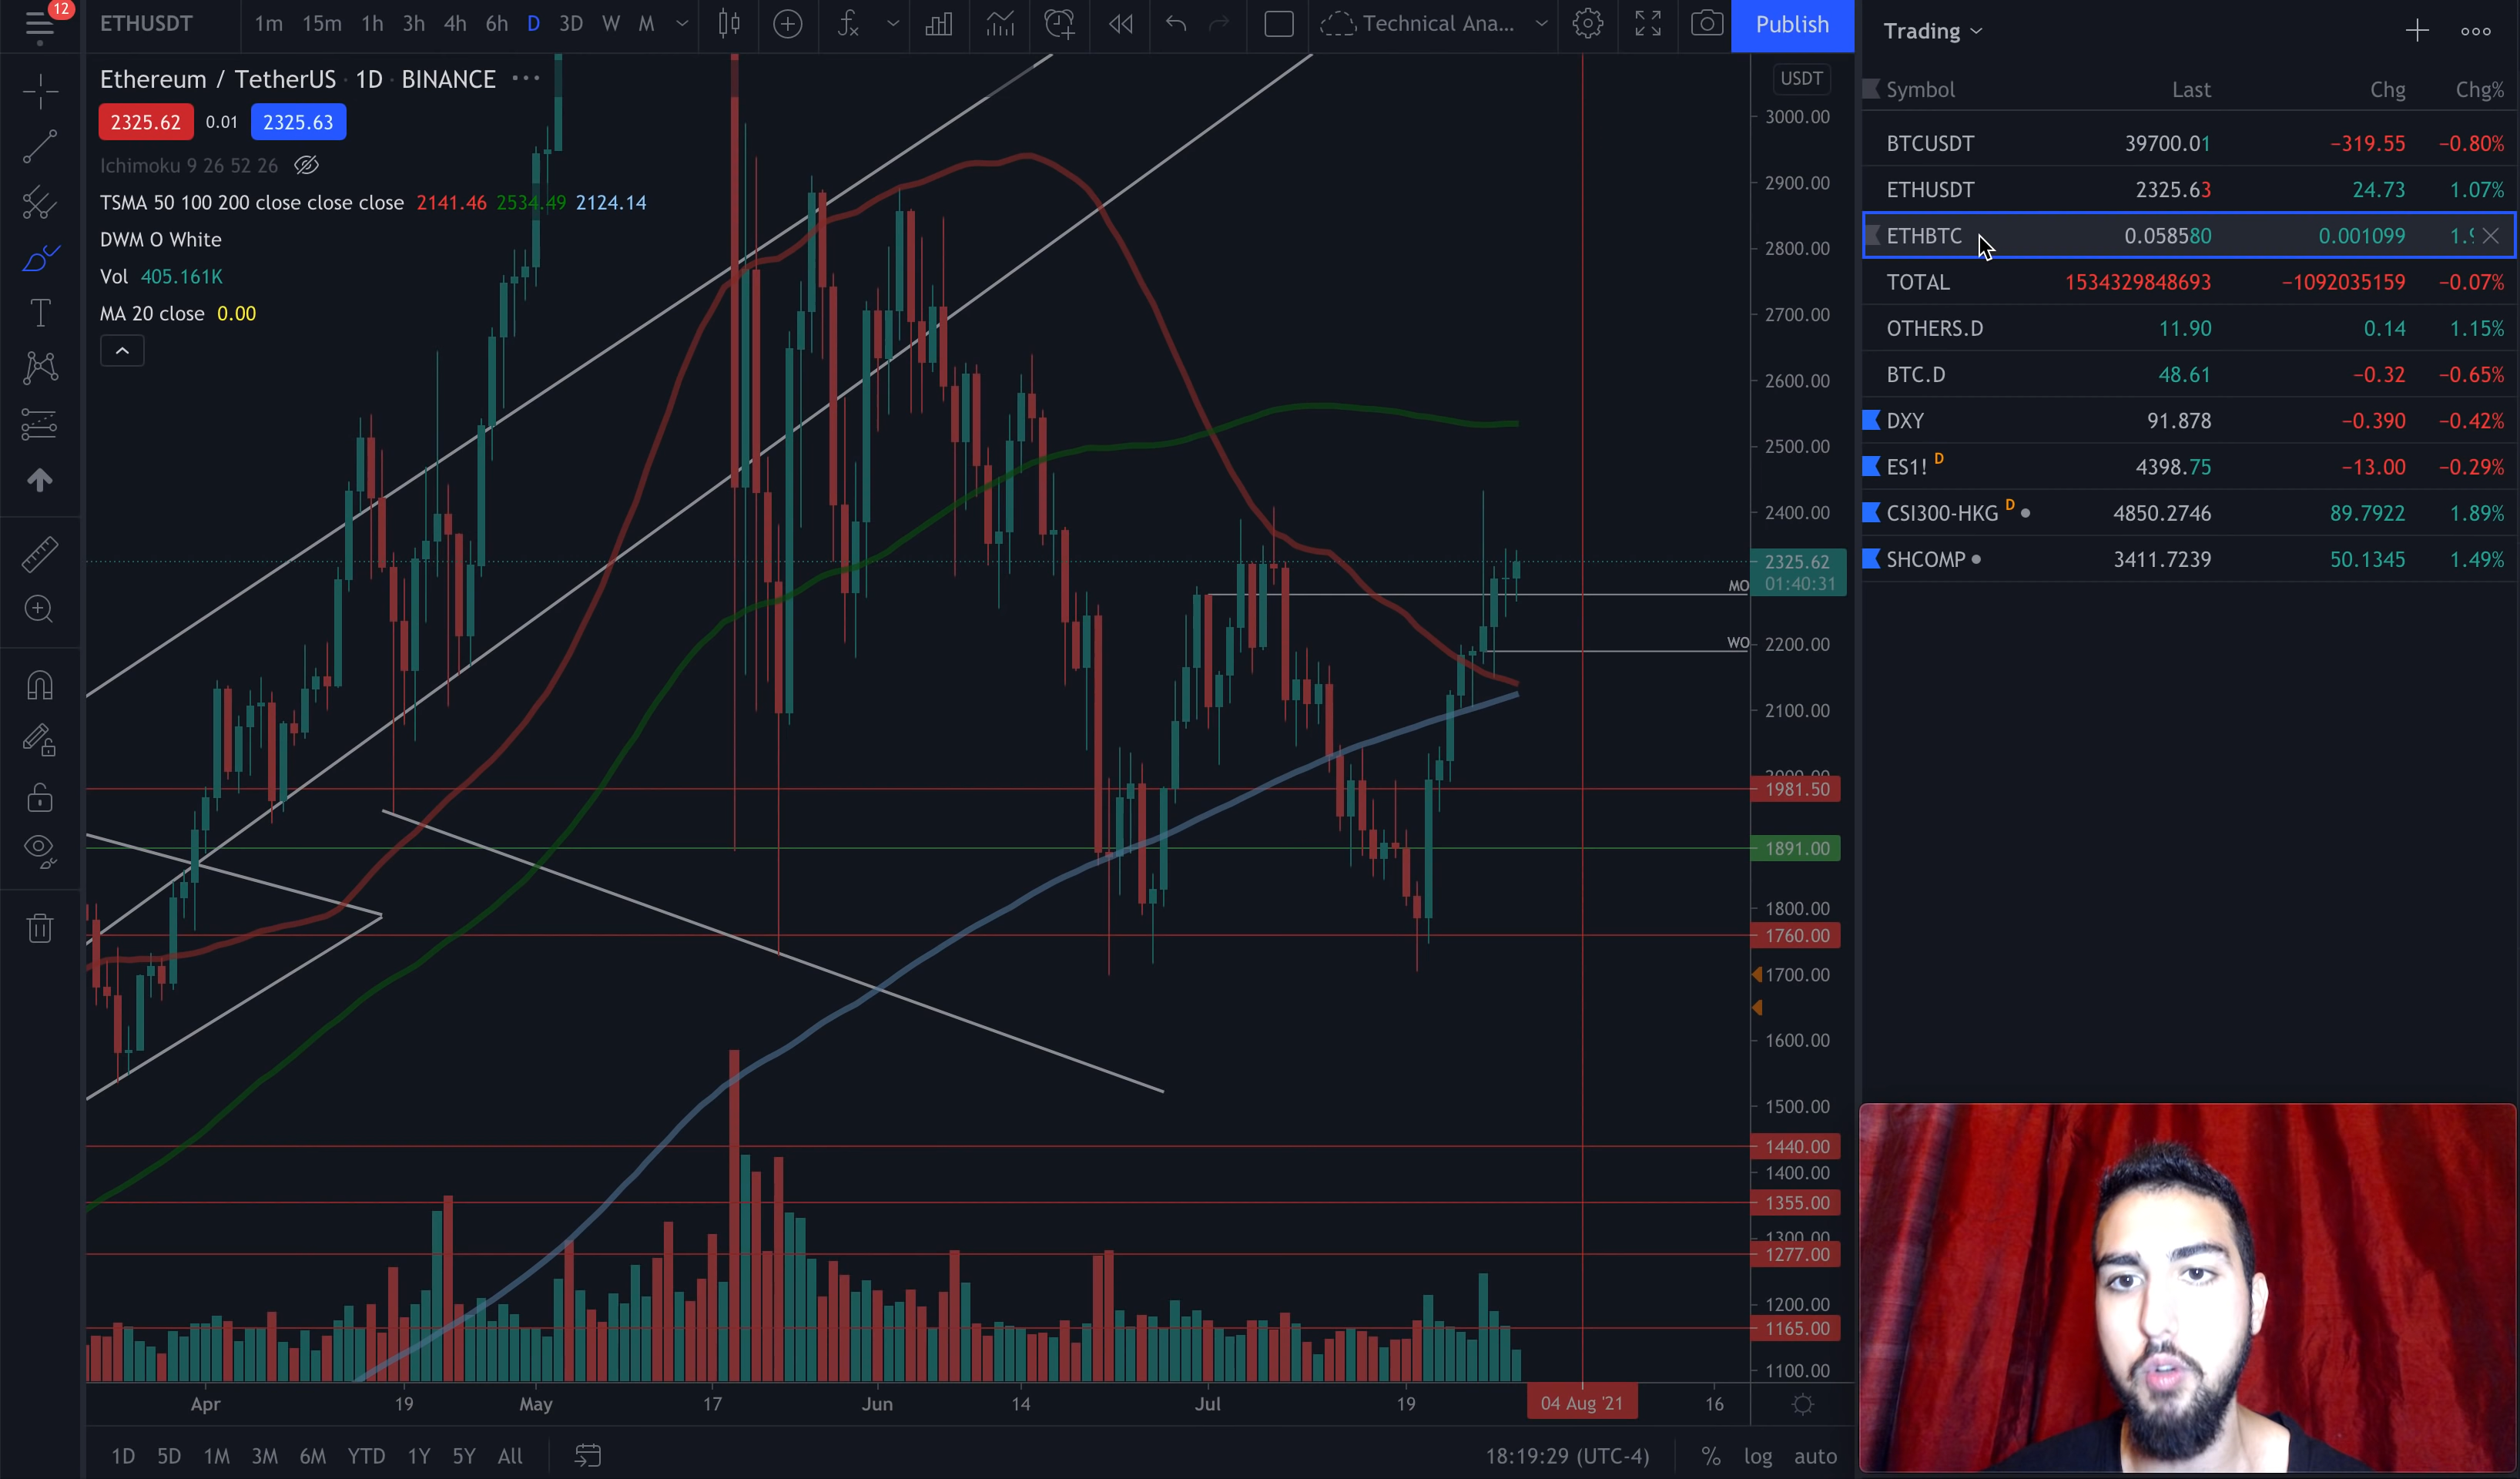 12
ETHUSDT 1m 15m 1h 3h 4h 6h D 3D W M Technical Ana... Publish
Ethereum / TetherUS · 1D · BINANCE ···
2325.62 0.01 2325.63
Ichimoku 9 26 52 26
TSMA 50 100 200 close close close 2141.46 2534.49 2124.14
DWM O White
Vol 405.161K
MA 20 close 0.00
USDT
3000.00
2900.00
2800.00
2700.00
2600.00
2500.00
2400.00
2325.62
01:40:31
MO
WO
2200.00
2100.00
2000.00
1981.50
1891.00
1800.00
1760.00
1700.00
1600.00
1500.00
1440.00
1400.00
1355.00
1300.00
1277.00
1200.00
1165.00
1100.00
Apr 19 May 17 Jun 14 Jul 19 04 Aug '21 16
1D 5D 1M 3M 6M YTD 1Y 5Y All 18:19:29 (UTC-4) % log auto
Trading
Symbol Last Chg Chg%
BTCUSDT 39700.01 −319.55 −0.80%
ETHUSDT 2325.63 24.73 1.07%
ETHBTC 0.058580 0.001099
TOTAL 1534329848693 −1092035159 −0.07%
OTHERS.D 11.90 0.14 1.15%
BTC.D 48.61 −0.32 −0.65%
DXY 91.878 −0.390 −0.42%
ES1! D 4398.75 −13.00 −0.29%
CSI300-HKG D 4850.2746 89.7922 1.89%
SHCOMP 3411.7239 50.1345 1.49%